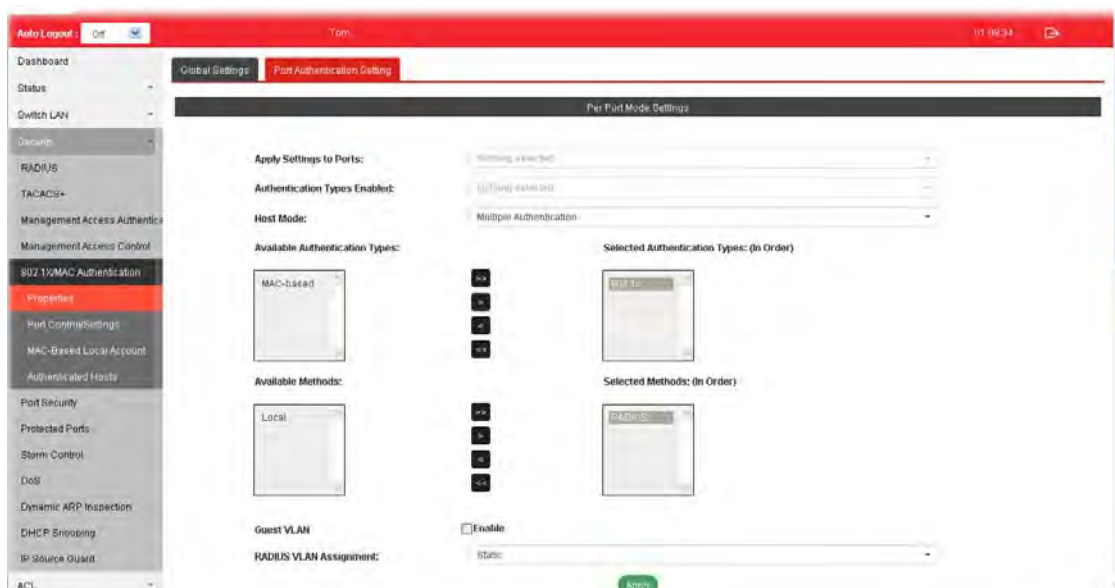 Auto Logout : Off
Tom
Dashboard
Status
Switch LAN
Security
RADIUS
TACACS+
Management Access Authentica
Management Access Control
802.1X/MAC Authentication
Properties
Port Control/Settings
MAC-Based Local Account
Authenticated Hosts
Port Security
Protected Ports
Storm Control
DoS
Dynamic ARP Inspection
DHCP Snooping
IP Source Guard
ACL
Global Settings
Port Authentication Setting
Per Port Mode Settings
Apply Settings to Ports: Nothing selected
Authentication Types Enabled: Nothing selected
Host Mode: Multiple Authentication
Available Authentication Types: Selected Authentication Types: (In Order)
MAC-based
>>
>
<
<<
802.1x
Available Methods: Selected Methods: (In Order)
Local
>>
>
<
<<
RADIUS
Guest VLAN Enable
RADIUS VLAN Assignment: Static
Apply